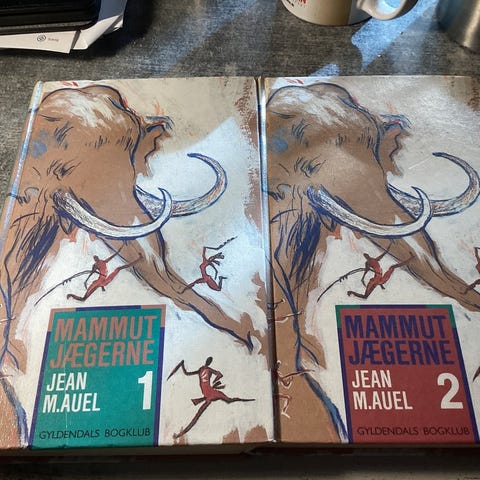 MAMMUT
JÆGERNE
JEAN
M.AUEL
1
GYLDENDALS BOGKLUB
MAMMUT
JÆGERNE
JEAN
M.AUEL
2
GYLDENDALS BOGKLUB